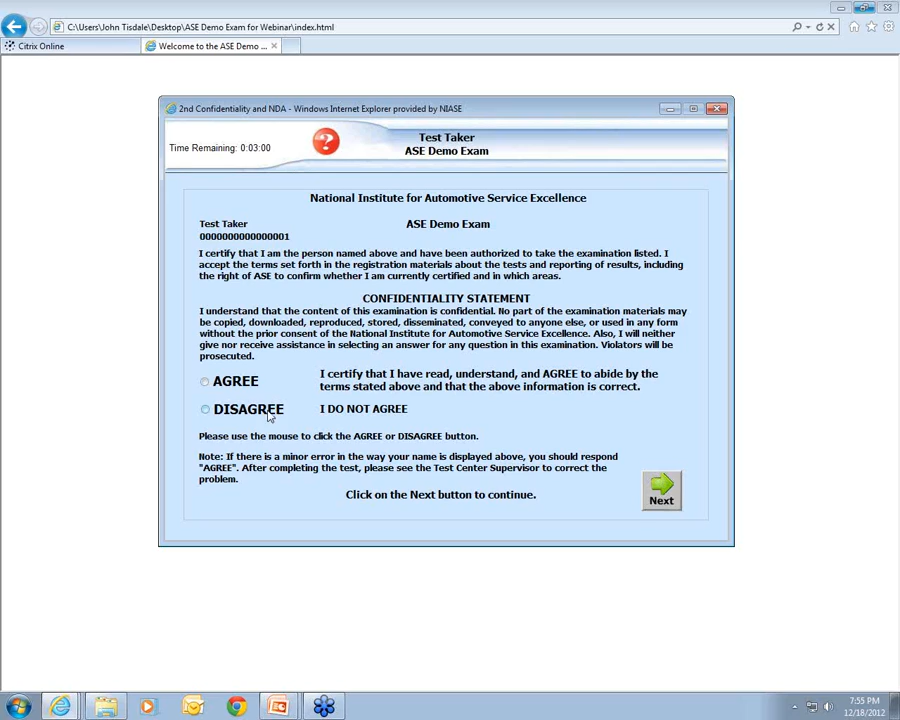 C:\Users\John Tisdale\Desktop\ASE Demo Exam for Webinar\index.html
Citrix Online
Welcome to the ASE Demo ...
2nd Confidentiality and NDA - Windows Internet Explorer provided by NIASE
Time Remaining: 0:03:00
?
Test Taker
ASE Demo Exam
National Institute for Automotive Service Excellence
Test Taker
ASE Demo Exam
0000000000000001
I certify that I am the person named above and have been authorized to take the examination listed. I
accept the terms set forth in the registration materials about the tests and reporting of results, including
the right of ASE to confirm whether I am currently certified and in which areas.
CONFIDENTIALITY STATEMENT
I understand that the content of this examination is confidential. No part of the examination materials may
be copied, downloaded, reproduced, stored, disseminated, conveyed to anyone else, or used in any form
without the prior consent of the National Institute for Automotive Service Excellence. Also, I will neither
give nor receive assistance in selecting an answer for any question in this examination. Violators will be
prosecuted.
AGREE
I certify that I have read, understand, and AGREE to abide by the
terms stated above and that the above information is correct.
DISAGREE
I DO NOT AGREE
Please use the mouse to click the AGREE or DISAGREE button.
Note: If there is a minor error in the way your name is displayed above, you should respond
"AGREE". After completing the test, please see the Test Center Supervisor to correct the
problem.
Click on the Next button to continue.
Next
7:55 PM
12/18/2012